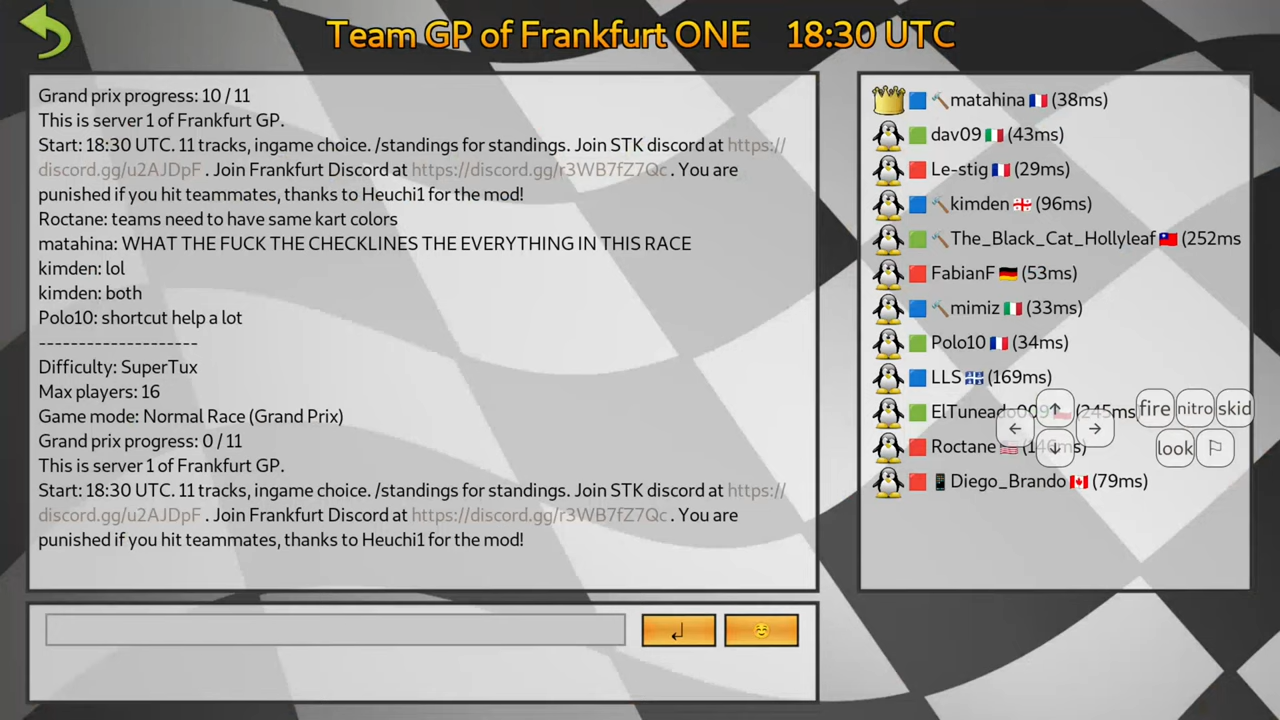 Team GP of Frankfurt ONE 18:30 UTC
Grand prix progress: 10 / 11
This is server 1 of Frankfurt GP.
Start: 18:30 UTC. 11 tracks, ingame choice. /standings for standings. Join STK discord at https://
discord.gg/u2AJDpF . Join Frankfurt Discord at https://discord.gg/r3WB7fZ7Qc . You are
punished if you hit teammates, thanks to Heuchi1 for the mod!
Roctane: teams need to have same kart colors
matahina: WHAT THE FUCK THE CHECKLINES THE EVERYTHING IN THIS RACE
kimden: lol
kimden: both
Polo10: shortcut help a lot
--------------------
Difficulty: SuperTux
Max players: 16
Game mode: Normal Race (Grand Prix)
Grand prix progress: 0 / 11
This is server 1 of Frankfurt GP.
Start: 18:30 UTC. 11 tracks, ingame choice. /standings for standings. Join STK discord at https://
discord.gg/u2AJDpF . Join Frankfurt Discord at https://discord.gg/r3WB7fZ7Qc . You are
punished if you hit teammates, thanks to Heuchi1 for the mod!
matahina (38ms)
dav09 (43ms)
Le-stig (29ms)
kimden (96ms)
The_Black_Cat_Hollyleaf (252ms
FabianF (53ms)
mimiz (33ms)
Polo10 (34ms)
LLS (169ms)
(245ms
Roctane
Diego_Brando (79ms)
fire nitro skid
look